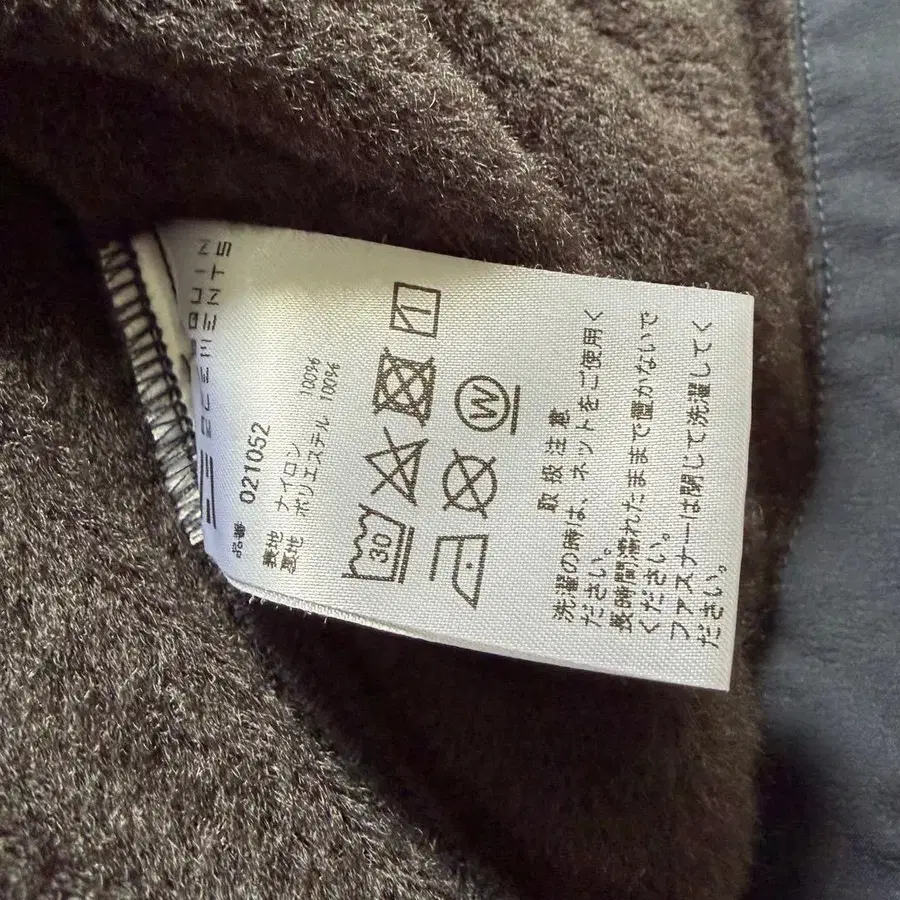 QUIN
ELEMENTS
品番 021052
表地 ナイロン 100%
裏地 ポリエステル 100%
30
W
取扱注意
洗濯の際は、ネットをご使用く
ださい。
長時間濡れたままで置かないで
ください。
ファスナーは閉じて洗濯してく
ださい。